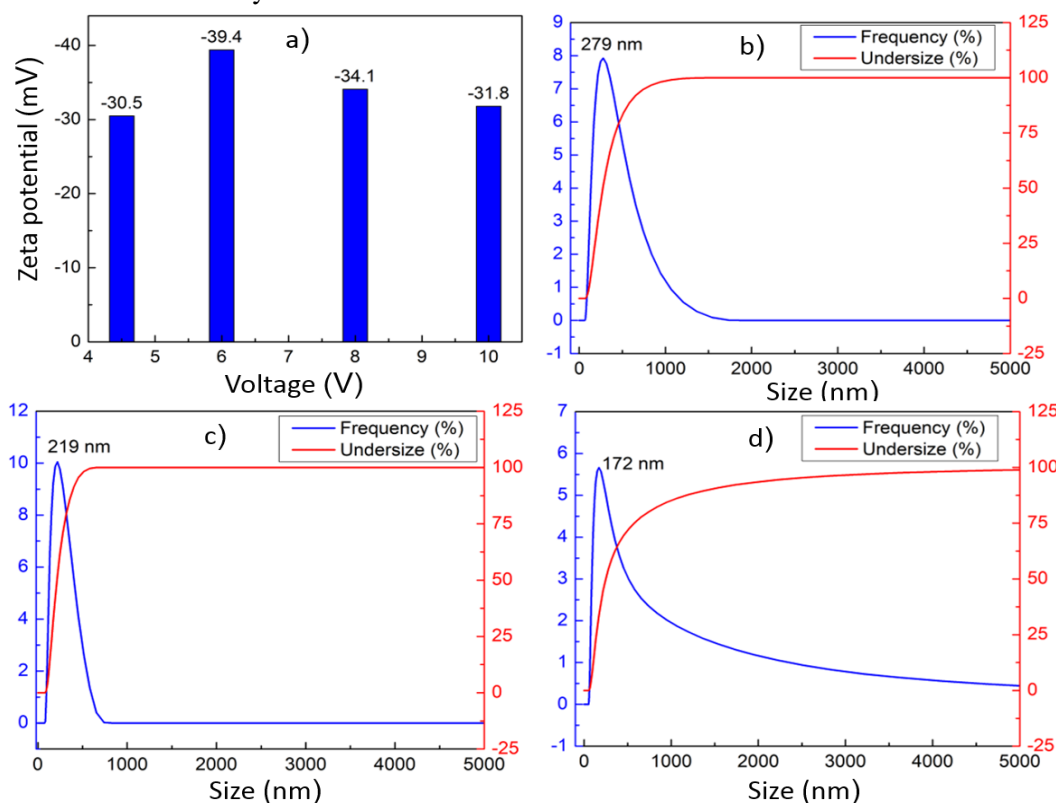 a)
-40
-30
-20
-10
0
Zeta potential (mV)
-30.5
-39.4
-34.1
-31.8
4 5 6 7 8 9 10
Voltage (V)
b)
279 nm
Frequency (%)
Undersize (%)
9
8
7
6
5
4
3
2
1
0
-1
125
100
75
50
25
0
-25
0 1000 2000 3000 4000 5000
Size (nm)
c)
219 nm
Frequency (%)
Undersize (%)
12
10
8
6
4
2
0
125
100
75
50
25
0
-25
0 1000 2000 3000 4000 5000
Size (nm)
d)
172 nm
Frequency (%)
Undersize (%)
7
6
5
4
3
2
1
0
-1
125
100
75
50
25
0
-25
0 1000 2000 3000 4000 5000
Size (nm)